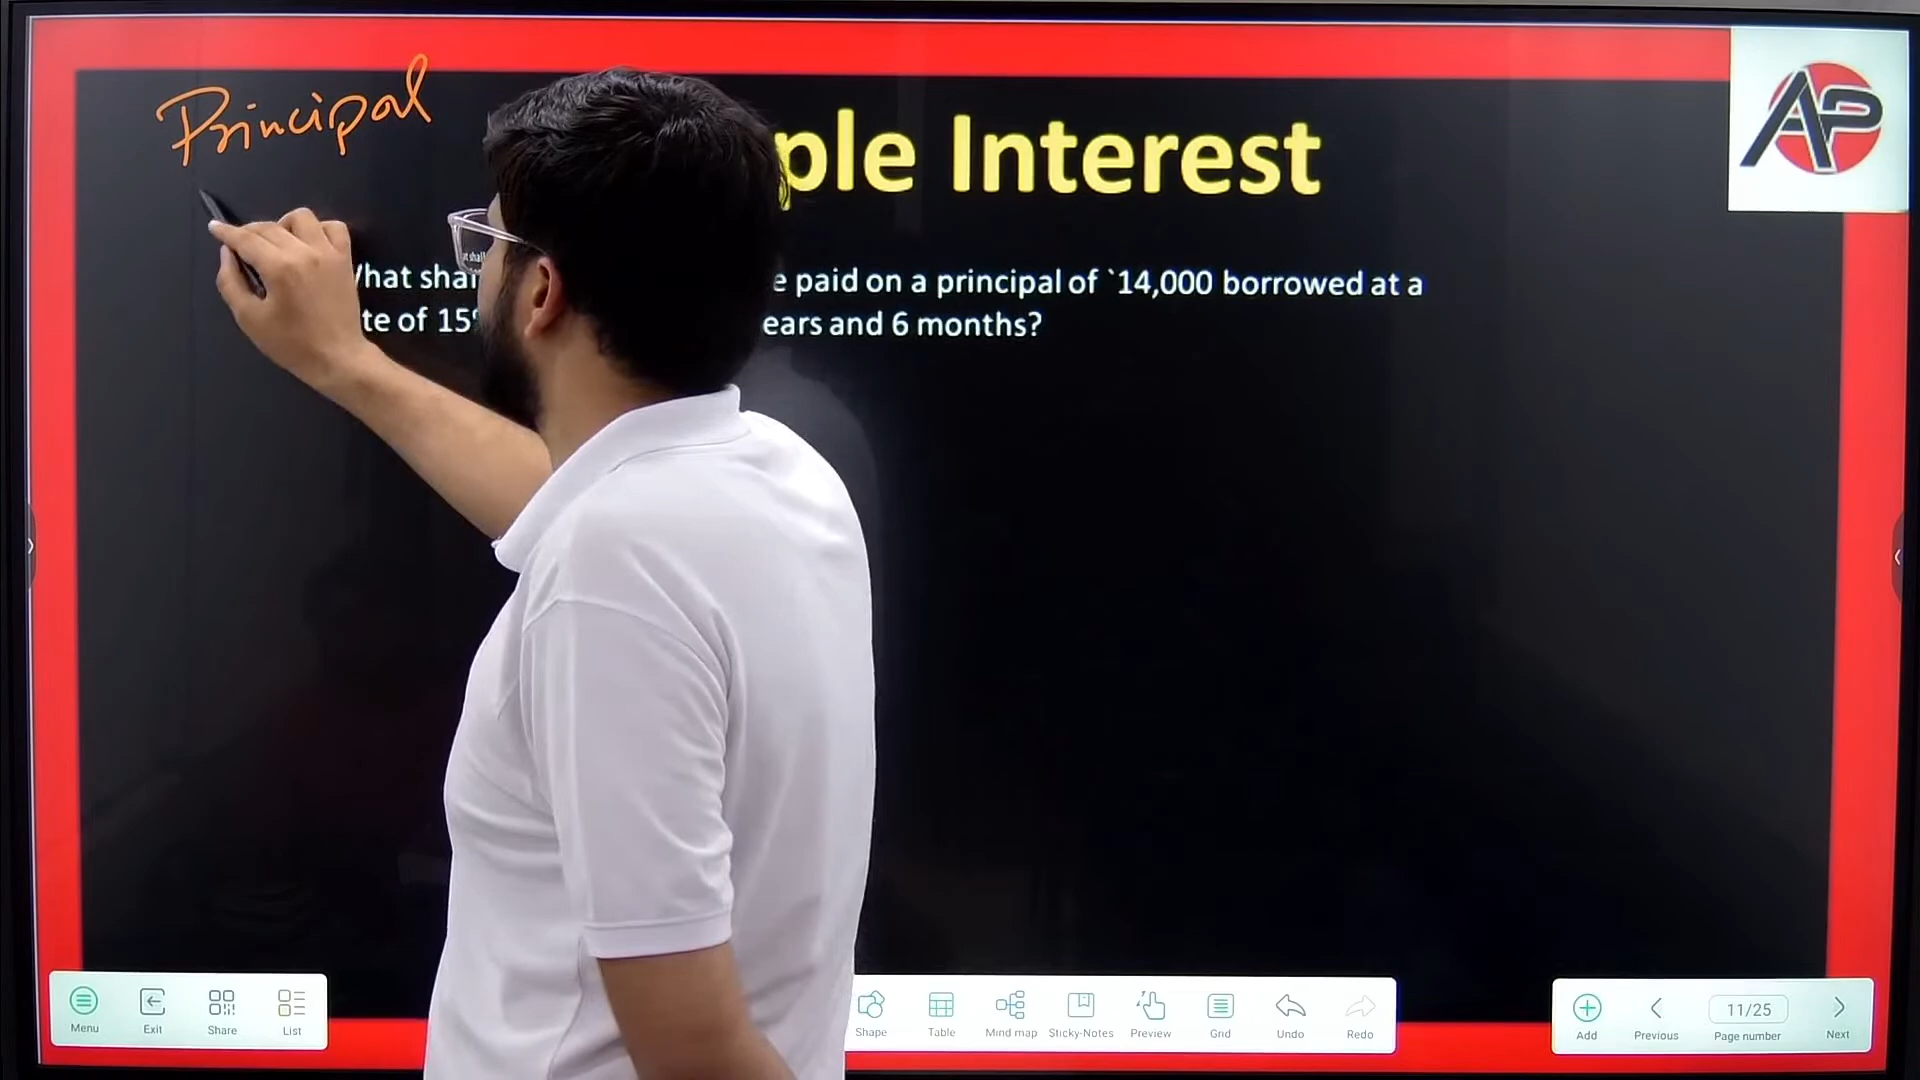 Principal
ple Interest
hat shal
e paid on a principal of `14,000 borrowed at a
te of 15
ears and 6 months?
AP
Menu
Exit
Share
List
Shape
Table
Mind map
Sticky-Notes
Preview
Grid
Undo
Redo
Add
Previous
11/25
Page number
Next